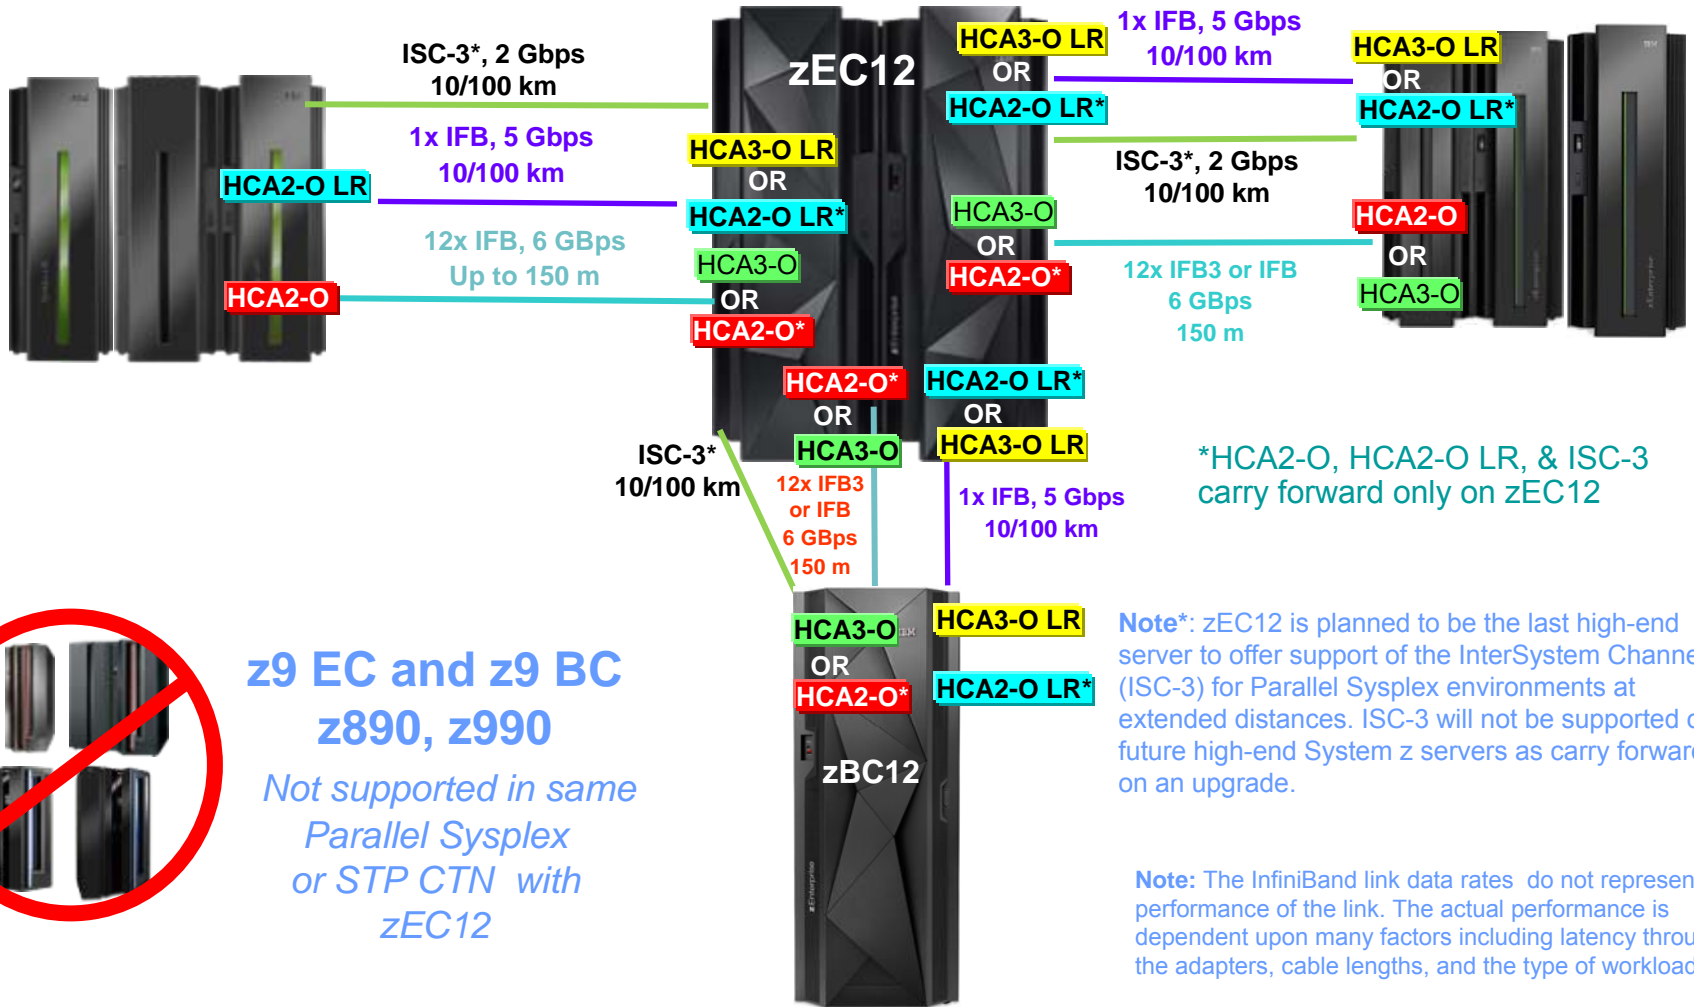 ISC-3*, 2 Gbps
10/100 km
1x IFB, 5 Gbps
10/100 km
HCA2-O LR
12x IFB, 6 GBps
Up to 150 m
HCA2-O
zEC12
HCA3-O LR
OR
HCA2-O LR*
HCA3-O
OR
HCA2-O*
HCA3-O LR
OR
HCA2-O LR*
HCA3-O
OR
HCA2-O*
1x IFB, 5 Gbps
10/100 km
ISC-3*, 2 Gbps
10/100 km
12x IFB3 or IFB
6 GBps
150 m
HCA3-O LR
OR
HCA2-O LR*
HCA2-O
OR
HCA3-O
HCA2-O*
OR
HCA3-O
HCA2-O LR*
OR
HCA3-O LR
ISC-3*
10/100 km
12x IFB3
or IFB
6 GBps
150 m
1x IFB, 5 Gbps
10/100 km
*HCA2-O, HCA2-O LR, & ISC-3
carry forward only on zEC12
HCA3-O
OR
HCA2-O*
HCA3-O LR
HCA2-O LR*
zBC12
IBM
zEnterprise
z9 EC and z9 BC
z890, z990
Not supported in same
Parallel Sysplex
or STP CTN with
zEC12
Note*: zEC12 is planned to be the last high-end
server to offer support of the InterSystem Channe
(ISC-3) for Parallel Sysplex environments at
extended distances. ISC-3 will not be supported o
future high-end System z servers as carry forward
on an upgrade.
Note: The InfiniBand link data rates do not represen
performance of the link. The actual performance is
dependent upon many factors including latency throu
the adapters, cable lengths, and the type of workload